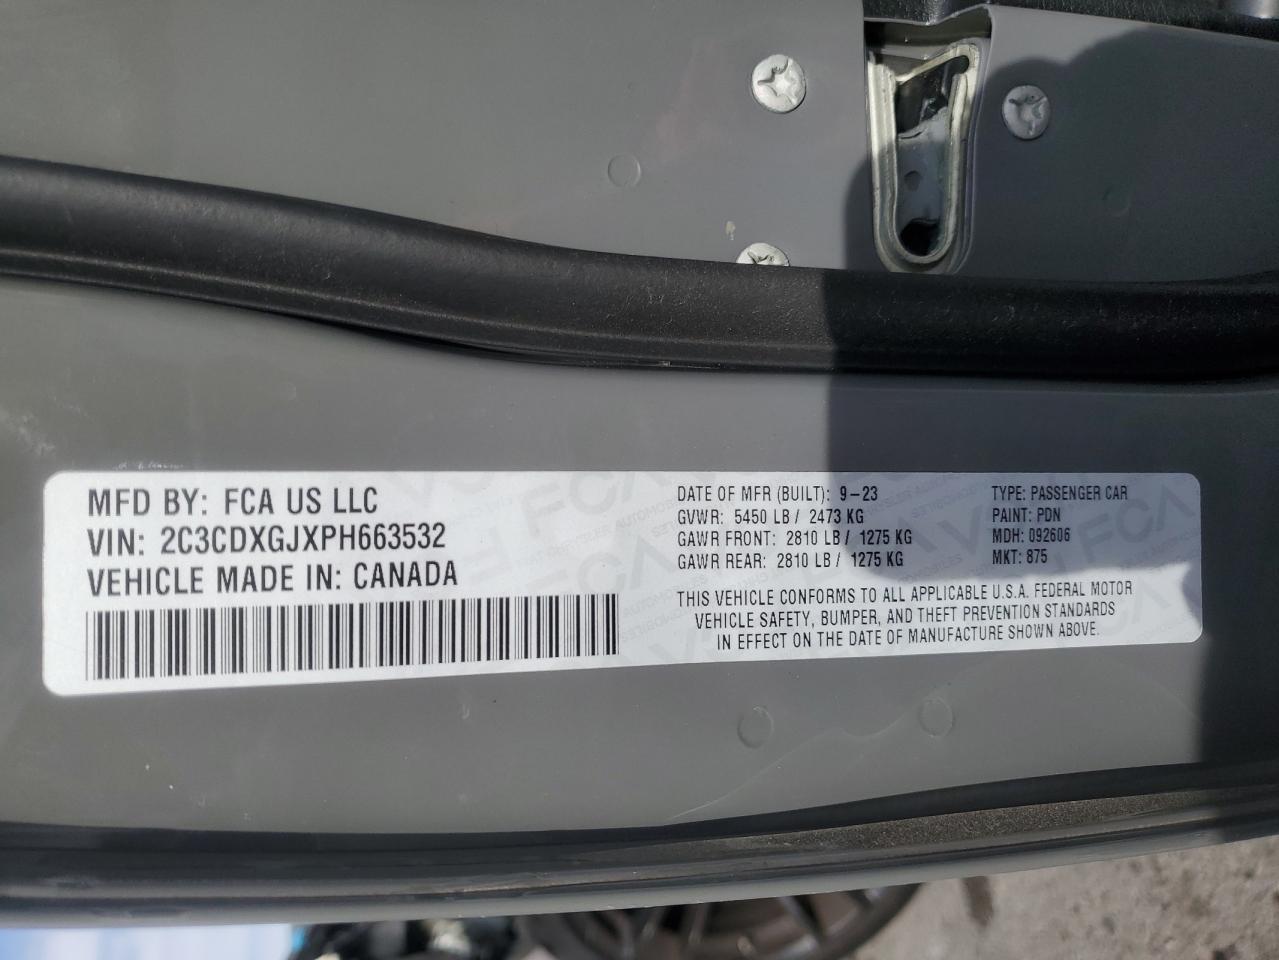 MFD BY: FCA US LLC
VIN: 2C3CDXGJXPH663532
VEHICLE MADE IN: CANADA
DATE OF MFR (BUILT): 9-23
GVWR: 5450 LB / 2473 KG
GAWR FRONT: 2810 LB / 1275 KG
GAWR REAR: 2810 LB / 1275 KG
TYPE: PASSENGER CAR
PAINT: PDN
MDH: 092606
MKT: 875
THIS VEHICLE CONFORMS TO ALL APPLICABLE U.S.A. FEDERAL MOTOR
VEHICLE SAFETY, BUMPER, AND THEFT PREVENTION STANDARDS
IN EFFECT ON THE DATE OF MANUFACTURE SHOWN ABOVE.